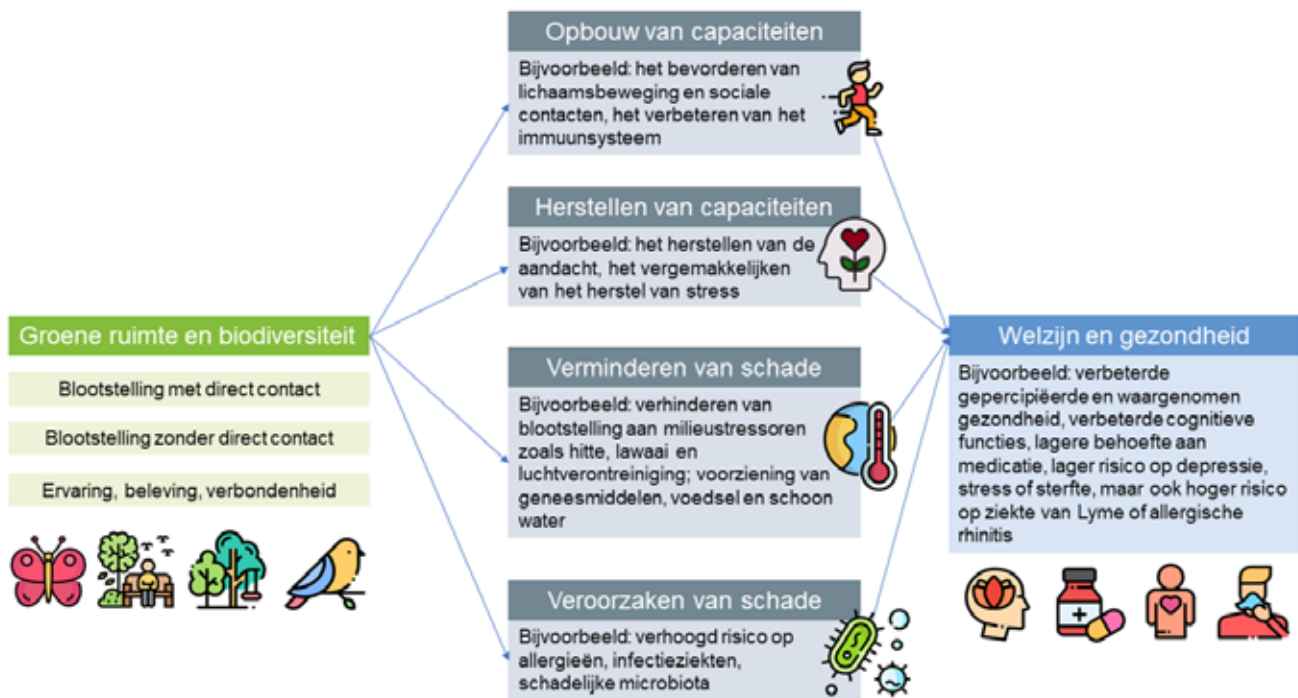 Opbouw van capaciteiten
Bijvoorbeeld: het bevorderen van
lichaamsbeweging en sociale
contacten, het verbeteren van het
immuunsysteem
Herstellen van capaciteiten
Bijvoorbeeld: het herstellen van de
aandacht, het vergemakkelijken
van het herstel van stress
Groene ruimte en biodiversiteit
Blootstelling met direct contact
Blootstelling zonder direct contact
Ervaring, beleving, verbondenheid
Verminderen van schade
Bijvoorbeeld: verhinderen van
blootstelling aan milieustressoren
zoals hitte, lawaai en
luchtverontreiniging; voorziening van
geneesmiddelen, voedsel en schoon
water
Veroorzaken van schade
Bijvoorbeeld: verhoogd risico op
allergieën, infectieziekten,
schadelijke microbiota
Welzijn en gezondheid
Bijvoorbeeld: verbeterde
gepercipiëerde en waargenomen
gezondheid, verbeterde cognitieve
functies, lagere behoefte aan
medicatie, lager risico op depressie,
stress of sterfte, maar ook hoger risico
op ziekte van Lyme of allergische
rhinitis